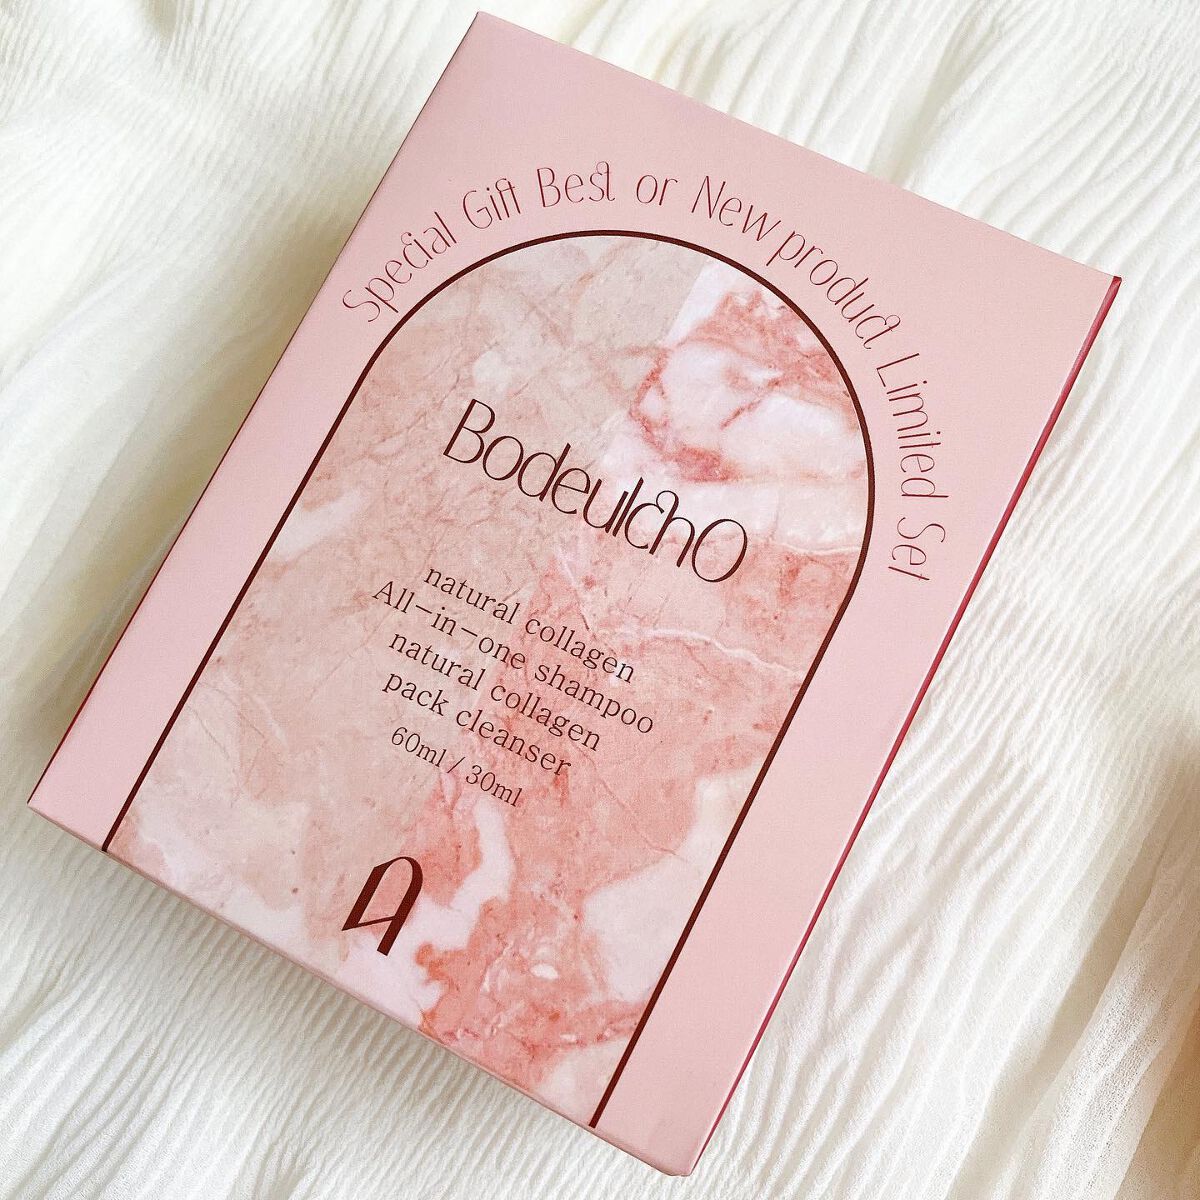 Special Gift Best or New product Limited Set
Bodeulcho
natural collagen
All-in-one shampoo
natural collagen
pack cleanser
60ml / 30ml